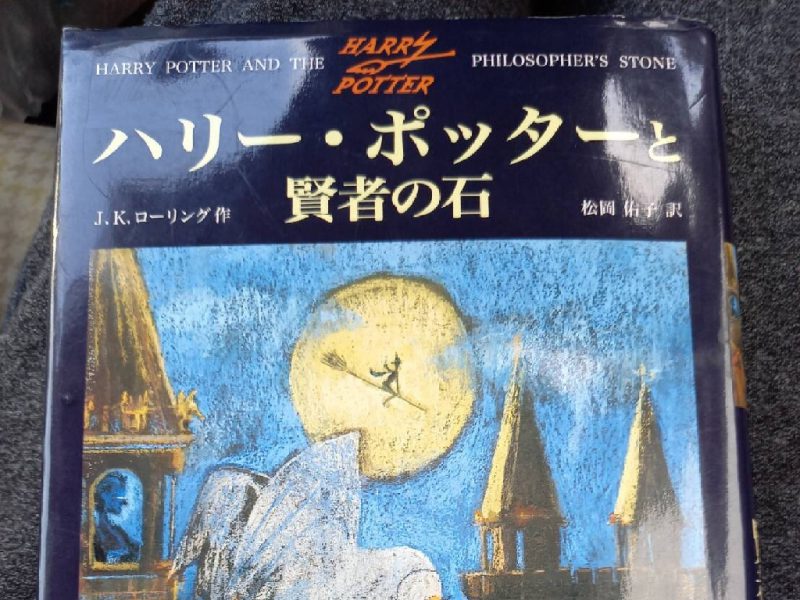 HARRY POTTER AND THE
HARRY
POTTER
PHILOSOPHER'S STONE
ハリー・ポッターと
賢者の石
J.K.ローリング作
松岡 佑子 訳